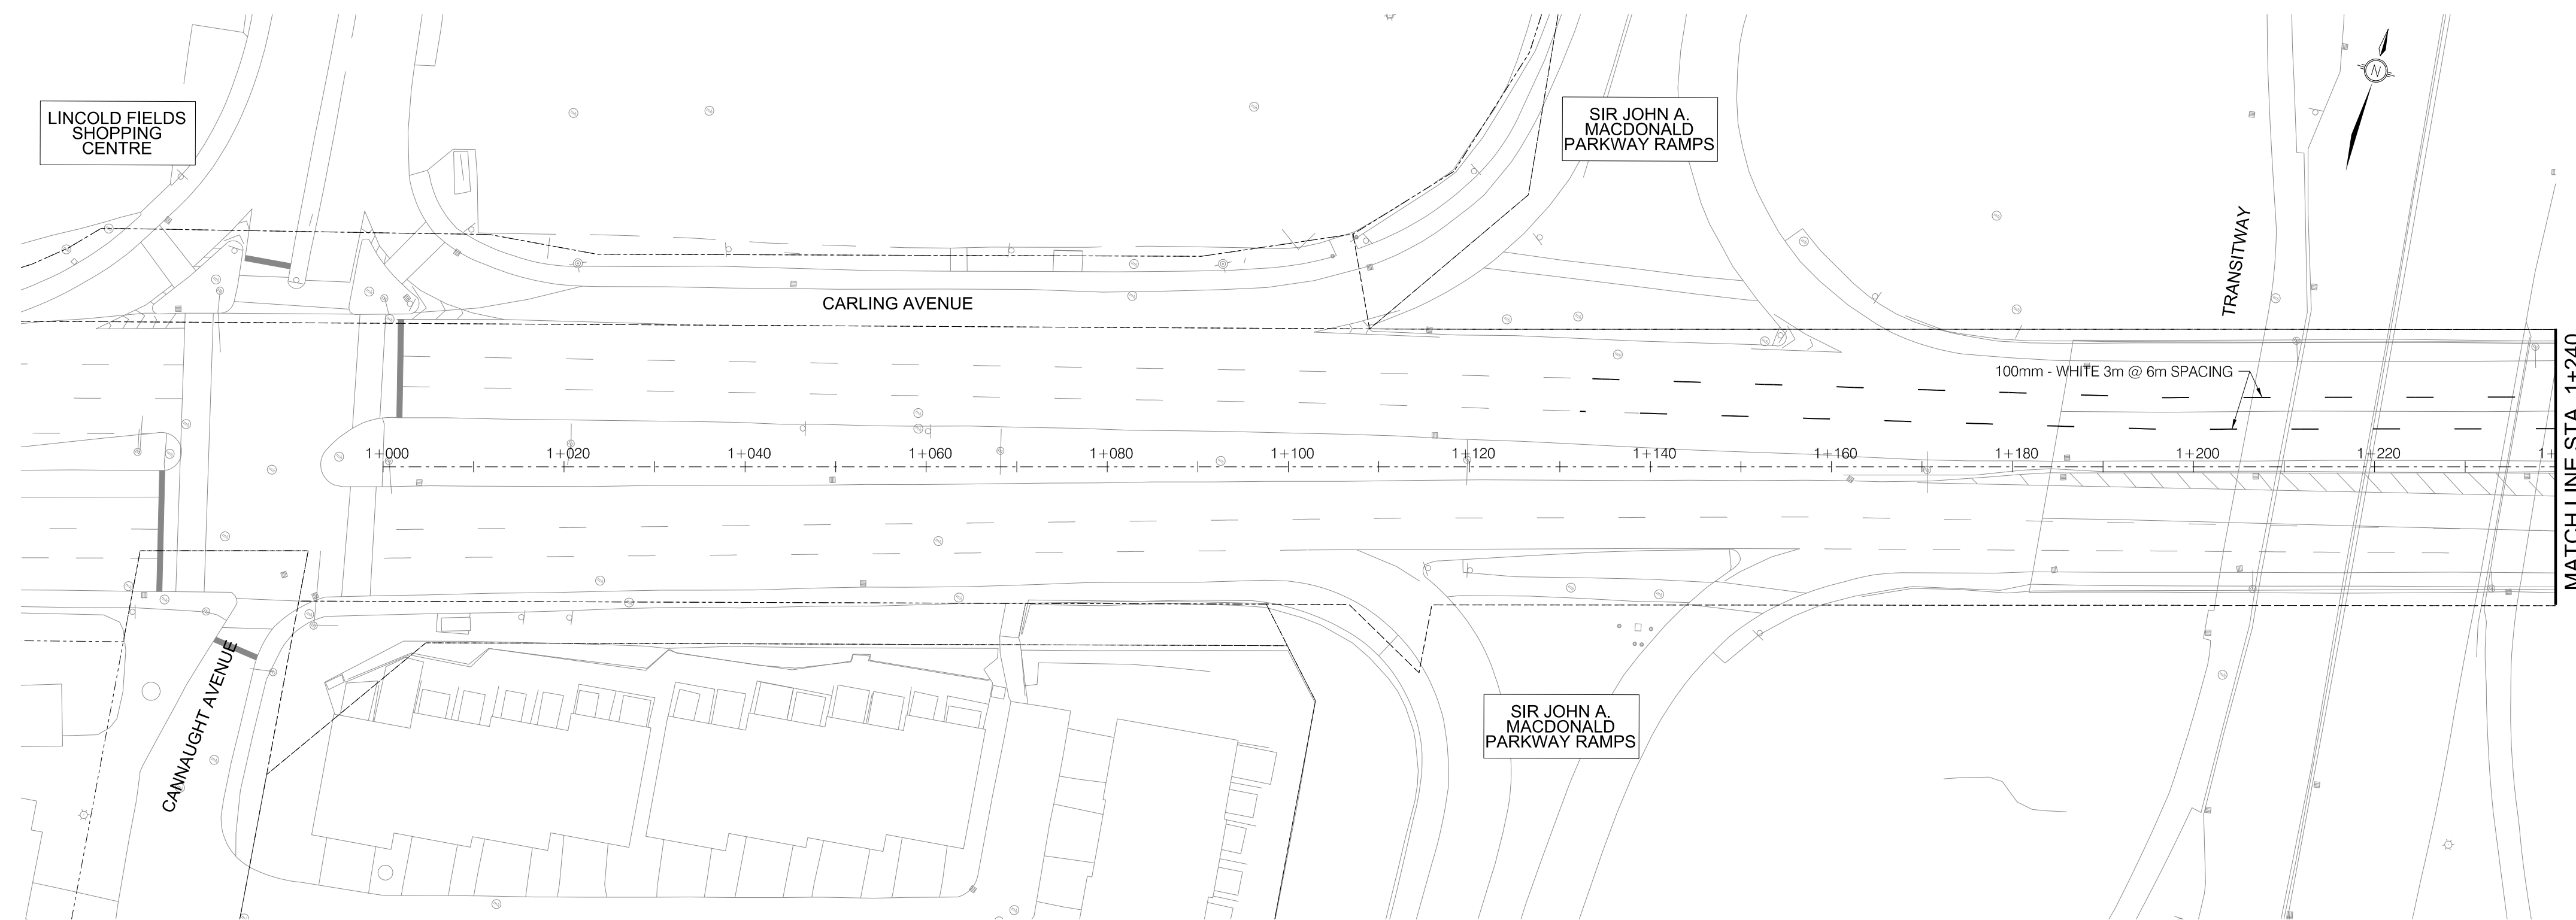 LINCOLD FIELDS
SHOPPING
CENTRE
SIR JOHN A.
MACDONALD
PARKWAY RAMPS
N
TRANSITWAY
CARLING AVENUE
100mm - WHITE 3m @ 6m SPACING
MATCH LINE STA. 1+240
1+000 1+020 1+040 1+060 1+080 1+100 1+120 1+140 1+160 1+180 1+200 1+220 1+
CANNAUGHT AVENUE
SIR JOHN A.
MACDONALD
PARKWAY RAMPS